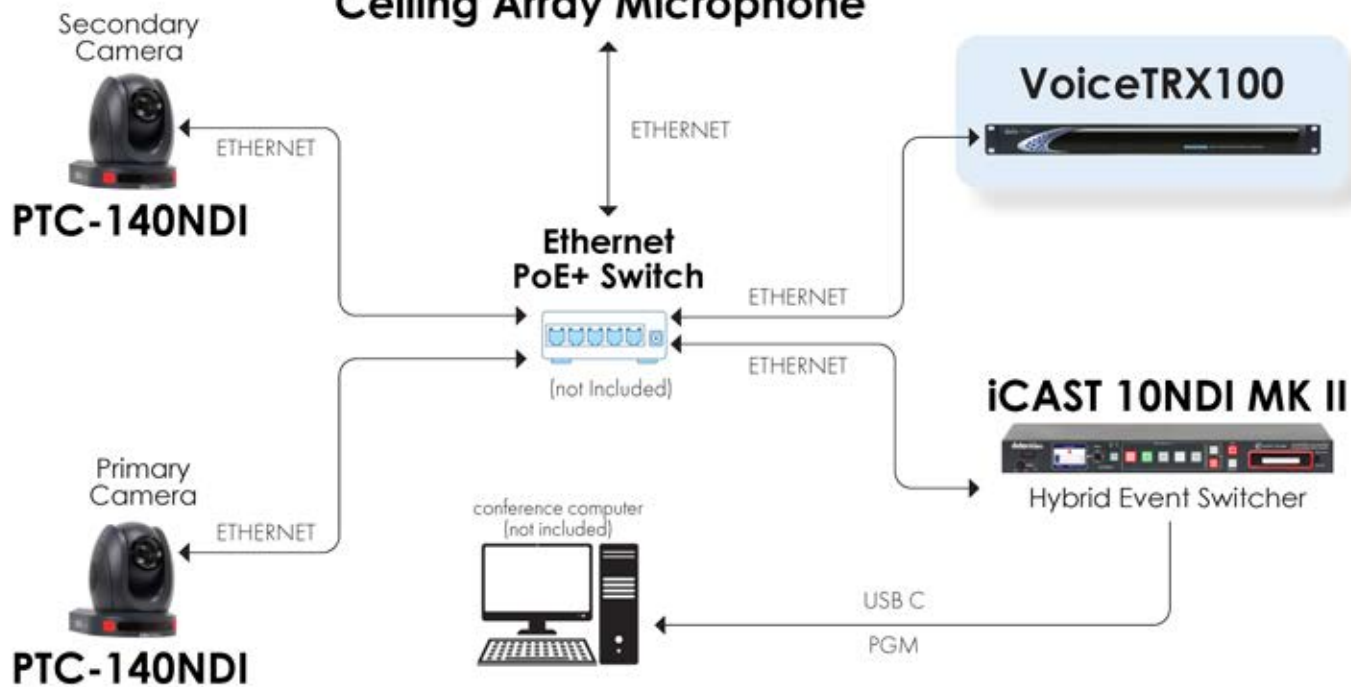 Ceiling Array Microphone
Secondary
Camera
ETHERNET
PTC-140NDI
ETHERNET
VoiceTRX100
Ethernet
PoE+ Switch
(not Included)
ETHERNET
ETHERNET
iCAST 10NDI MK II
Hybrid Event Switcher
Primary
Camera
ETHERNET
PTC-140NDI
conference computer
(not included)
USB C
PGM